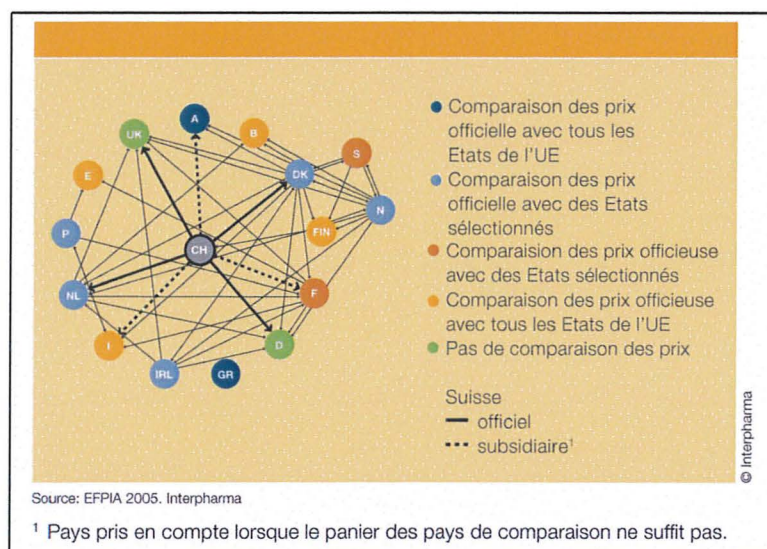 A
B
UK
S
DK
E
N
P
FIN
CH
NL
F
I
D
IRL
GR
Comparaison des prix
officielle avec tous les
Etats de l'UE
Comparaison des prix
officielle avec des Etats
sélectionnés
Comparaision des prix officieuse
avec des Etats sélectionnés
Comparaison des prix officieuse
avec tous les Etats de l'UE
Pas de comparaison des prix
Suisse
officiel
subsidiaire¹
© Interpharma
Source: EFPIA 2005. Interpharma
¹ Pays pris en compte lorsque le panier des pays de comparaison ne suffit pas.